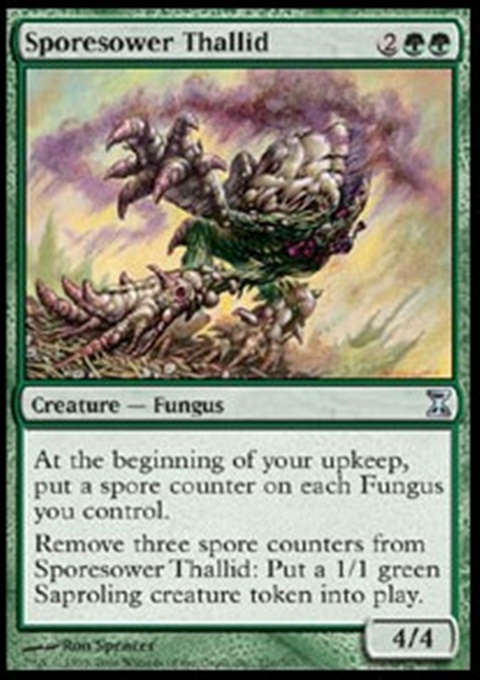 Sporesower Thallid 2
Creature — Fungus
At the beginning of your upkeep,
put a spore counter on each Fungus
you control.
Remove three spore counters from
Sporesower Thallid: Put a 1/1 green
Saproling creature token into play.
Ron Spencer
4/4